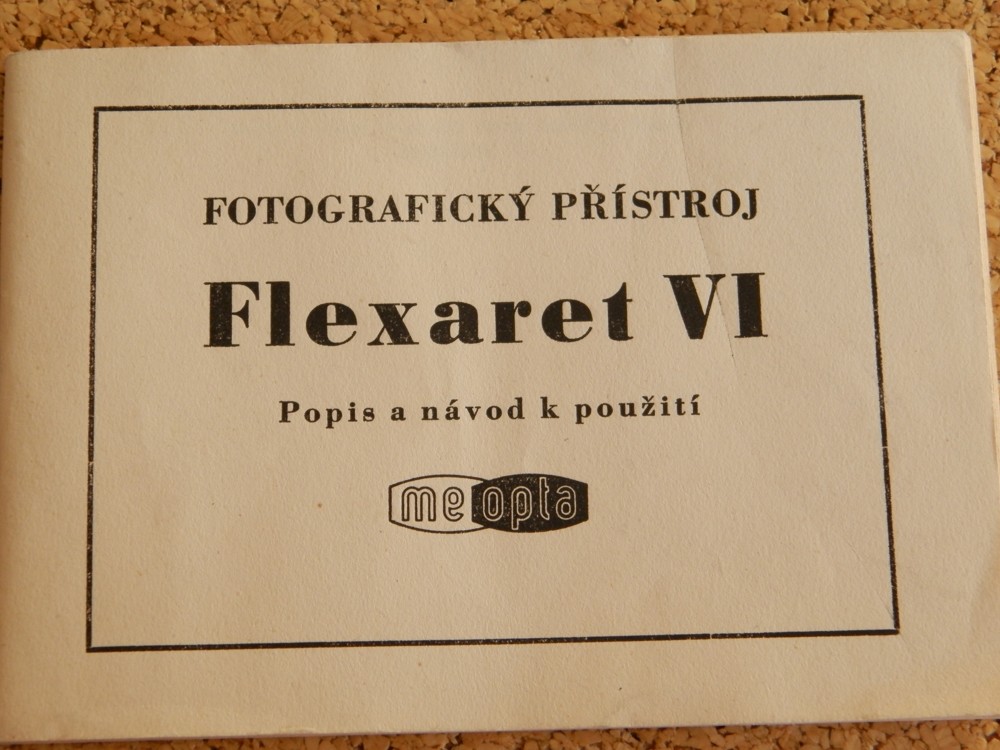 FOTOGRAFICKÝ PŘÍSTROJ
Flexaret VI
Popis a návod k použití
meopta